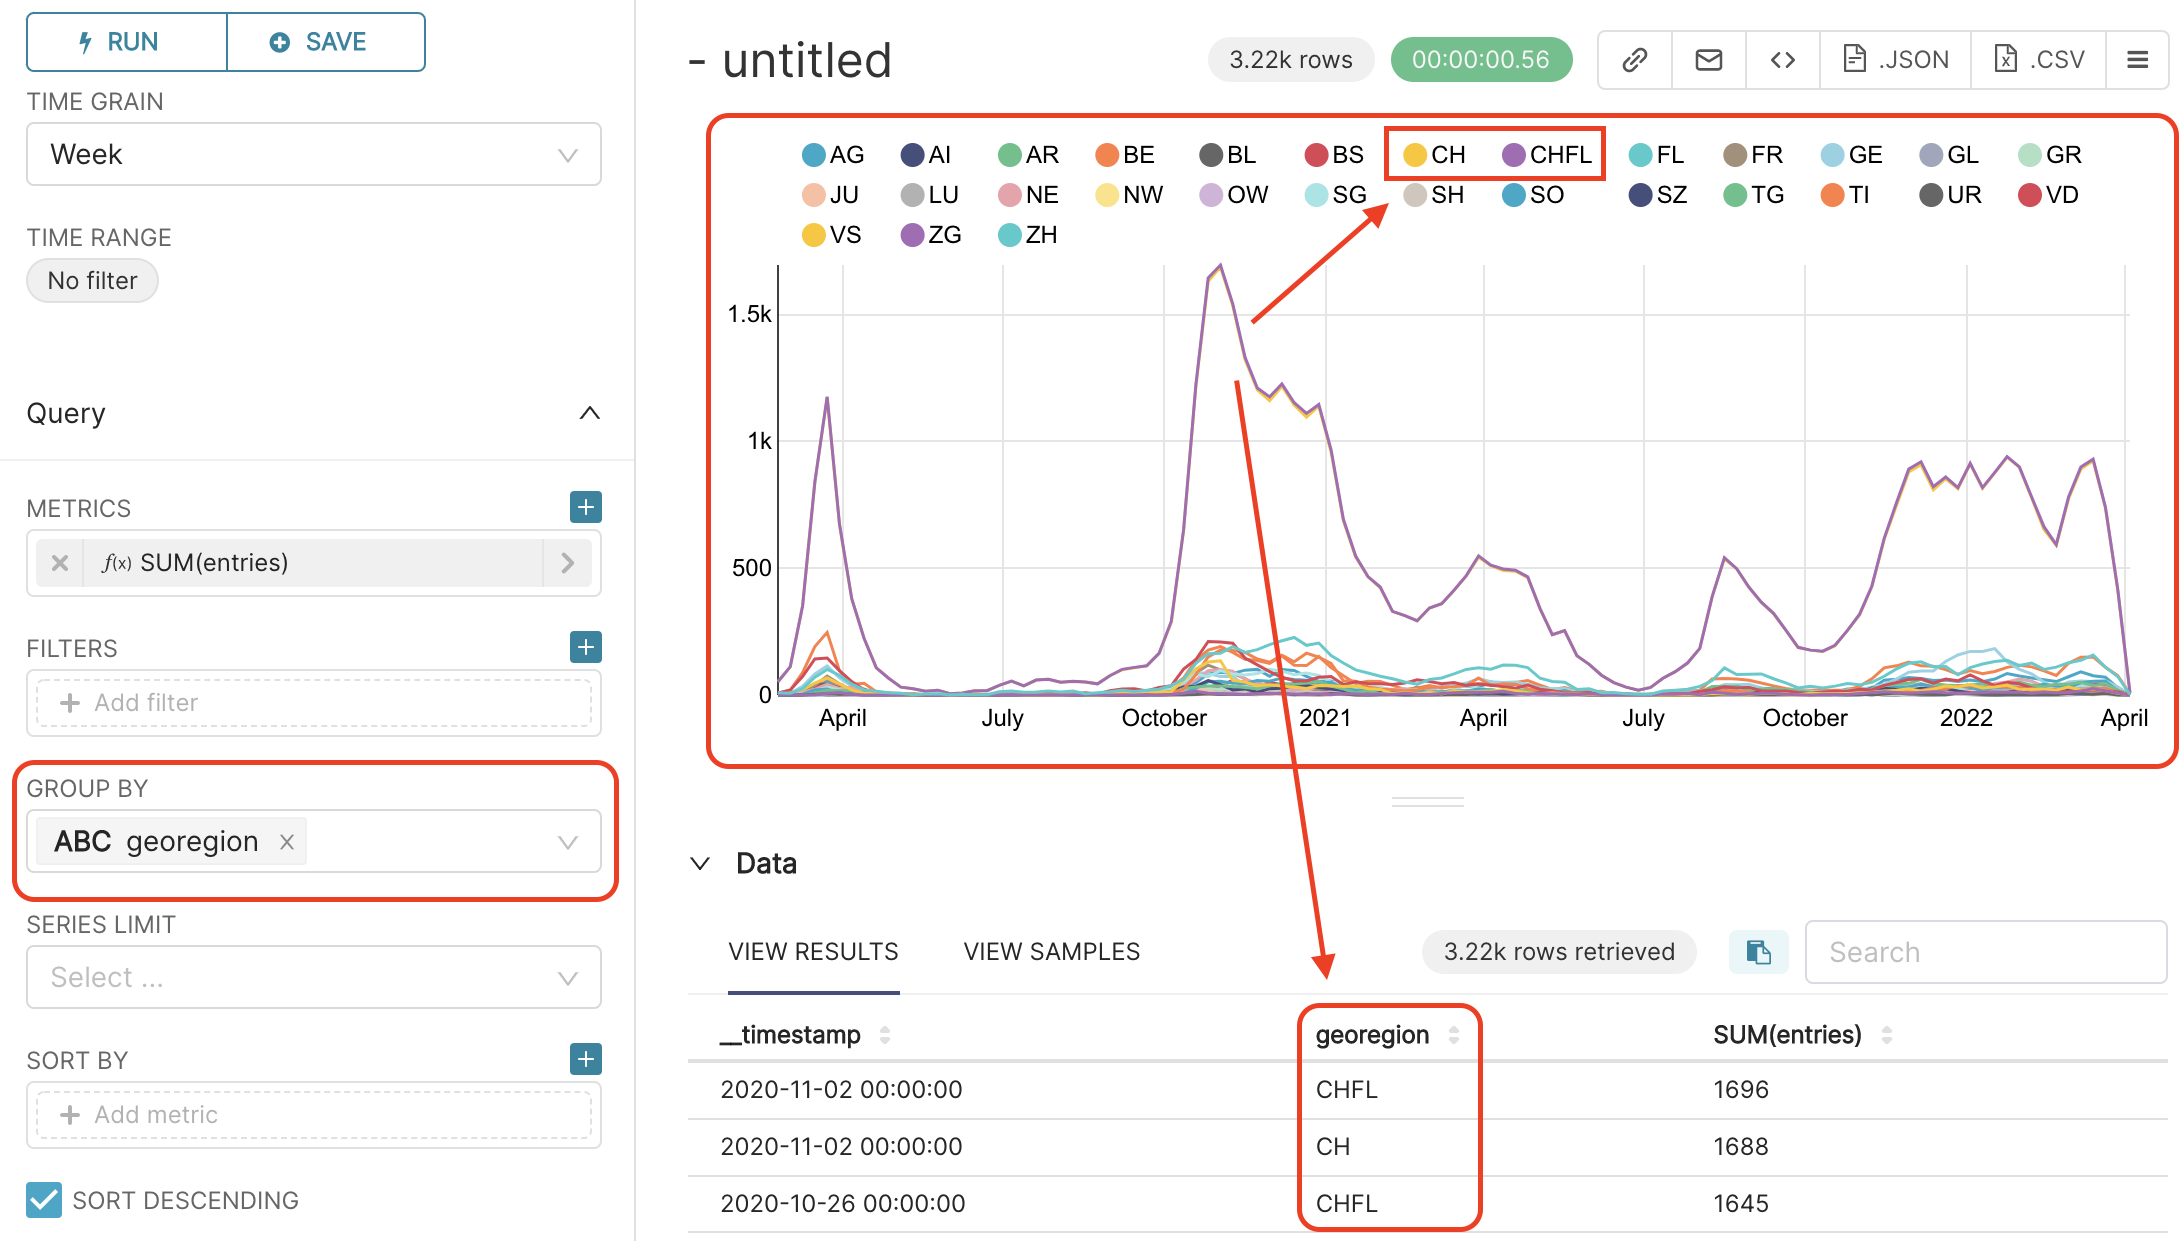 RUN
SAVE
TIME GRAIN
Week
TIME RANGE
No filter
Query
METRICS
f(x) SUM(entries)
FILTERS
Add filter
GROUP BY
ABC georegion
SERIES LIMIT
Select ...
SORT BY
Add metric
SORT DESCENDING
- untitled
3.22k rows
00:00:00.56
.JSON
.CSV
AG AI AR BE BL BS CH CHFL FL FR GE GL GR
JU LU NE NW OW SG SH SO SZ TG TI UR VD
VS ZG ZH
1.5k
1k
500
0
April July October 2021 April July October 2022 April
Data
VIEW RESULTS VIEW SAMPLES 3.22k rows retrieved Search
__timestamp georegion SUM(entries)
2020-11-02 00:00:00 CHFL 1696
2020-11-02 00:00:00 CH 1688
2020-10-26 00:00:00 CHFL 1645